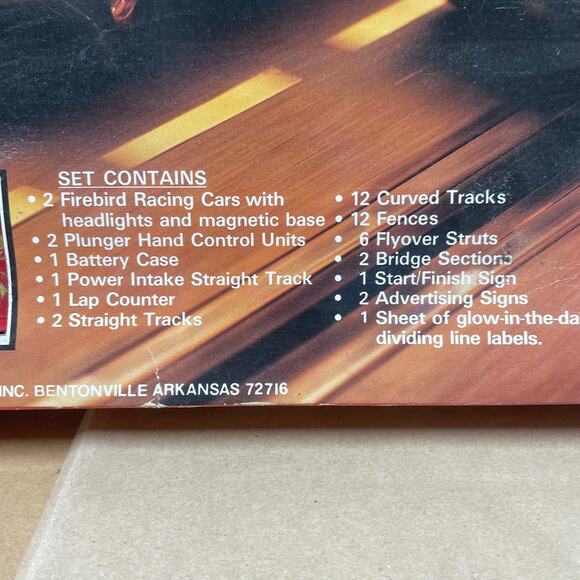 SET CONTAINS
• 2 Firebird Racing Cars with
headlights and magnetic base
• 2 Plunger Hand Control Units
• 1 Battery Case
• 1 Power Intake Straight Track
• 1 Lap Counter
• 2 Straight Tracks
• 12 Curved Tracks
• 12 Fences
• 6 Flyover Struts
• 2 Bridge Sections
• 1 Start/Finish Sign
• 2 Advertising Signs
• 1 Sheet of glow-in-the-da
dividing line labels.
INC. BENTONVILLE ARKANSAS 72716